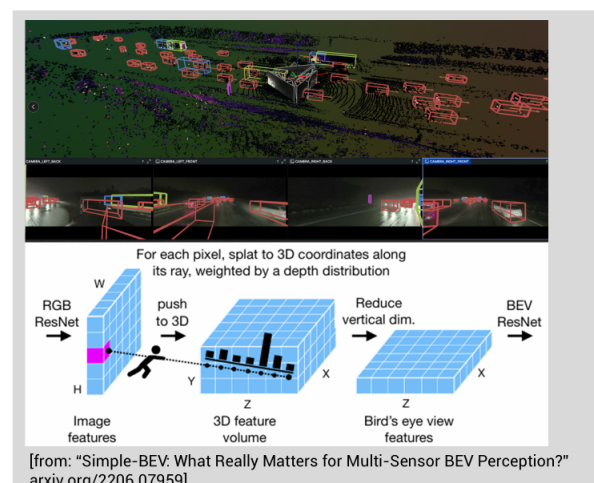 CAMERA_LEFT_BACK
CAMERA_LEFT_FRONT
CAMERA_RIGHT_BACK
CAMERA_RIGHT_FRONT
For each pixel, splat to 3D coordinates along
its ray, weighted by a depth distribution
RGB
ResNet
W
H
Image
features
push
to 3D
Y
Z
X
3D feature
volume
Reduce
vertical dim.
Z
X
Bird's eye view
features
BEV
ResNet
[from: “Simple-BEV: What Really Matters for Multi-Sensor BEV Perception?”
arxiv.org/2206.07959]